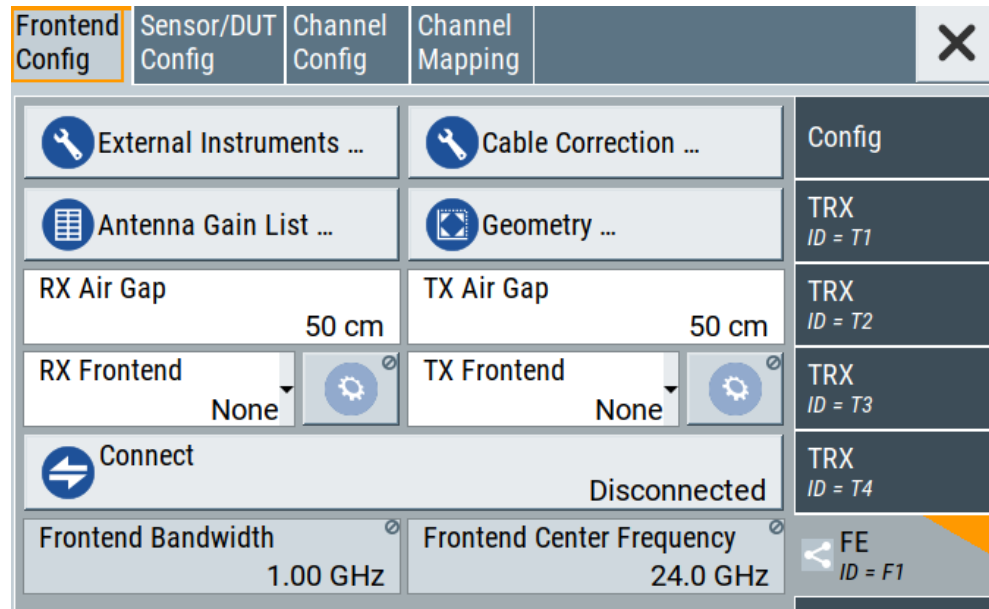 Frontend
Config
Sensor/DUT
Config
Channel
Config
Channel
Mapping
External Instruments ...
Cable Correction ...
Config
Antenna Gain List ...
Geometry ...
TRX
ID = T1
RX Air Gap
50 cm
TX Air Gap
50 cm
TRX
ID = T2
RX Frontend
None
TX Frontend
None
TRX
ID = T3
Connect
Disconnected
TRX
ID = T4
Frontend Bandwidth
1.00 GHz
Frontend Center Frequency
24.0 GHz
FE
ID = F1